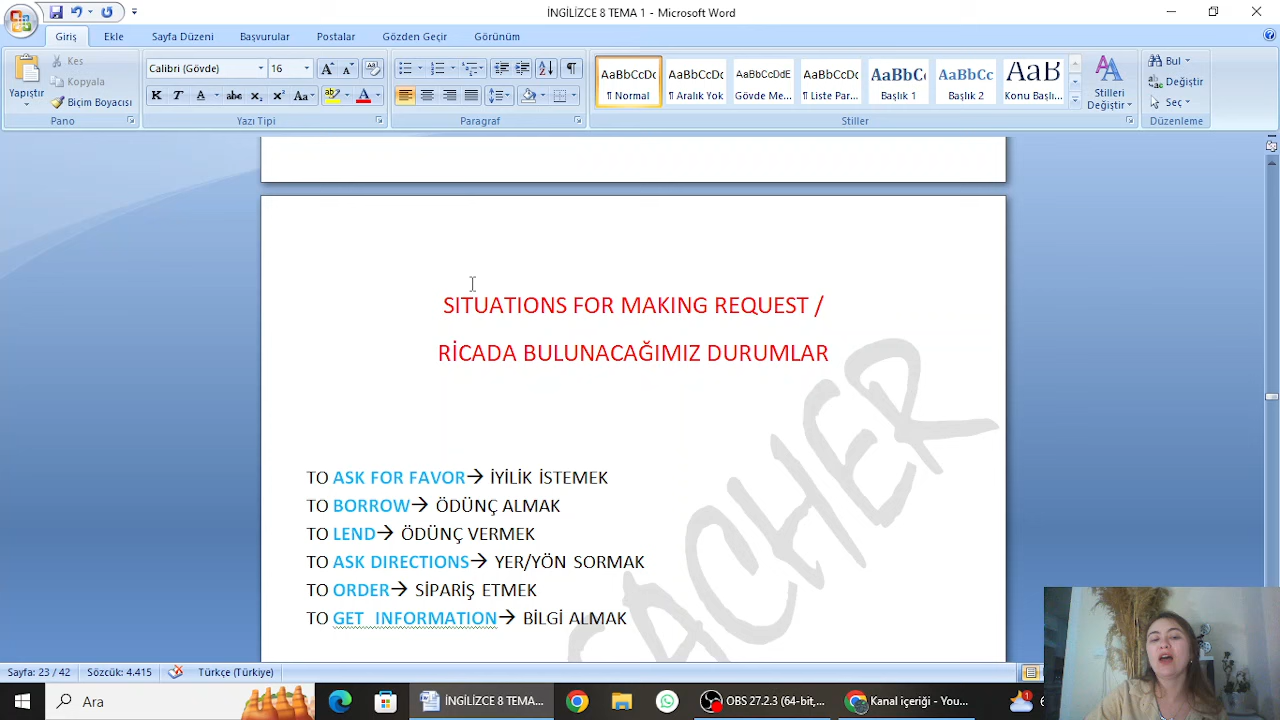 İNGİLİZCE 8 TEMA 1 - Microsoft Word
Giriş Ekle Sayfa Düzeni Başvurular Postalar Gözden Geçir Görünüm
Yapıştır
Kes
Kopyala
Biçim Boyacısı
Pano
Calibri (Gövde) 16
K T A abc x₂ x² Aa
Yazı Tipi
Paragraf
AaBbCcDc AaBbCcDc AaBbCcDdE AaBbCcDc AaBbC AaBbCc AaB
¶ Normal ¶ Aralık Yok Gövde Me... ¶ Liste Par... Başlık 1 Başlık 2 Konu Başlı...
Stilleri Değiştir
Stiller
Bul
Değiştir
Seç
Düzenleme
SITUATIONS FOR MAKING REQUEST /
RİCADA BULUNACAĞIMIZ DURUMLAR
TO ASK FOR FAVOR→ İYİLİK İSTEMEK
TO BORROW→ ÖDÜNÇ ALMAK
TO LEND→ ÖDÜNÇ VERMEK
TO ASK DIRECTIONS→ YER/YÖN SORMAK
TO ORDER→ SİPARİŞ ETMEK
TO GET INFORMATION→ BİLGİ ALMAK
ACHER
Sayfa: 23 / 42 Sözcük: 4.415 Türkçe (Türkiye)
Ara
İNGİLİZCE 8 TEMA...
OBS 27.2.3 (64-bit,...
Kanal içeriği - You...